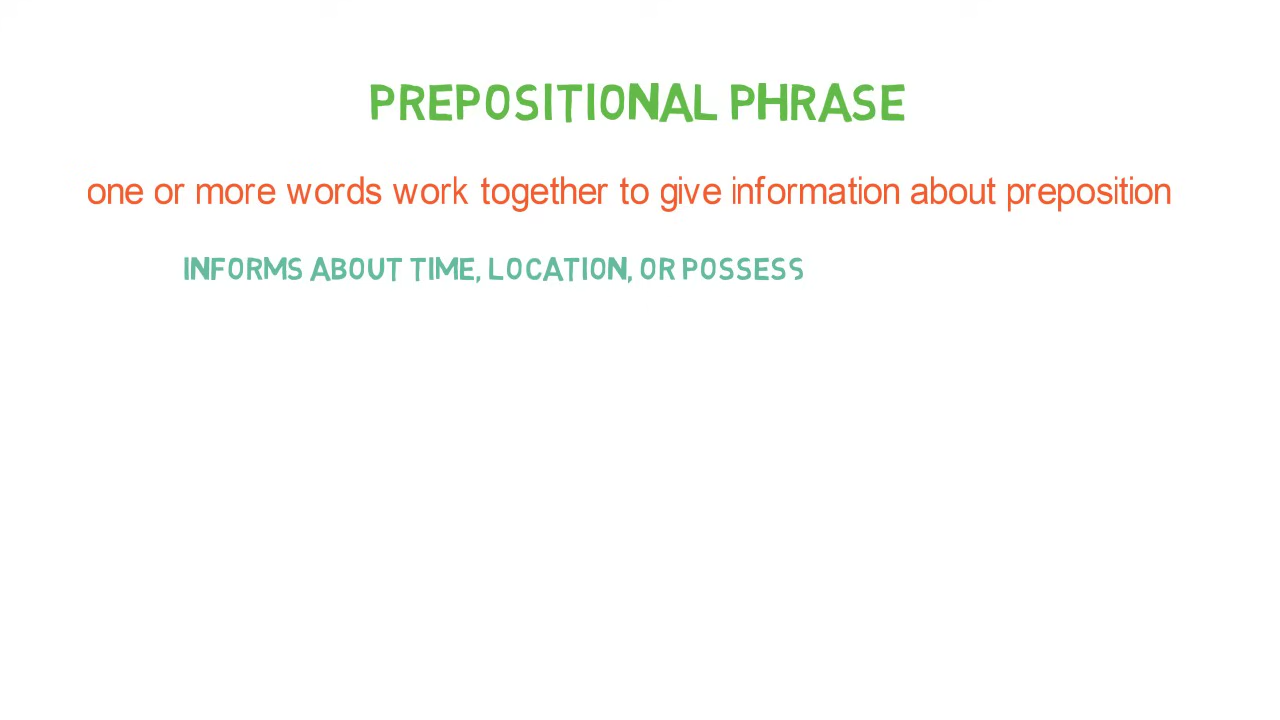 PREPOSITIONAL PHRASE
one or more words work together to give information about preposition
INFORMS ABOUT TIME, LOCATION, OR POSSESS